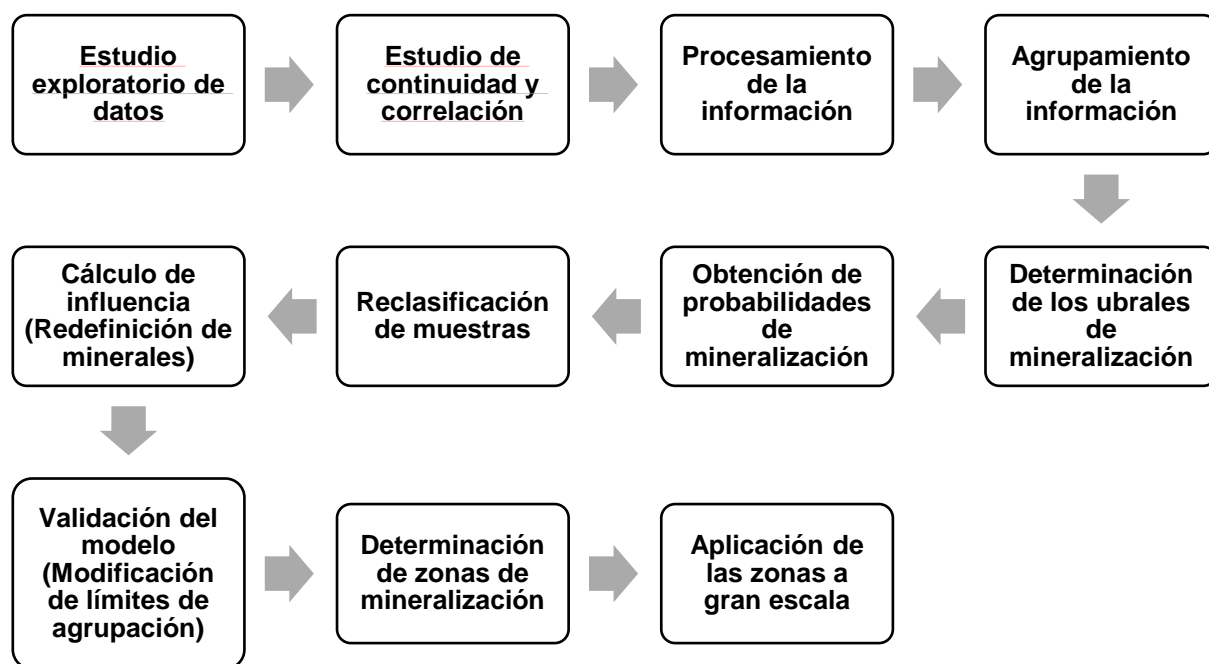 Estudio
exploratorio de
datos
Estudio de
continuidad y
correlación
Procesamiento
de la
información
Agrupamiento
de la
información
Determinación
de los ubrales
de
mineralización
Obtención de
probabilidades
de
mineralización
Reclasificación
de muestras
Cálculo de
influencia
(Redefinición de
minerales)
Validación del
modelo
(Modificación
de límites de
agrupación)
Determinación
de zonas de
mineralización
Aplicación de
las zonas a
gran escala